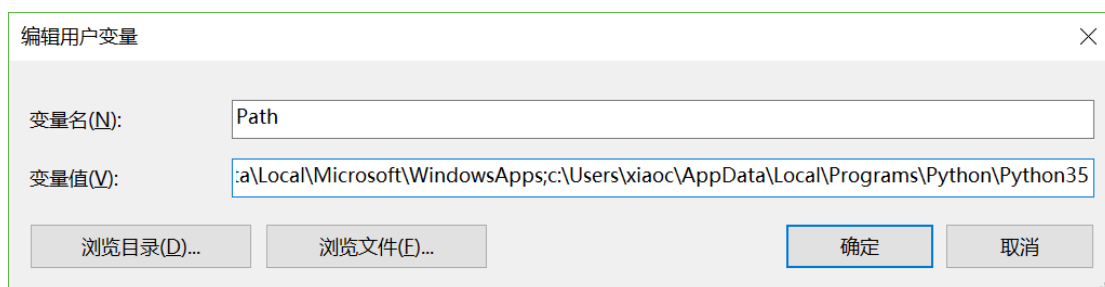 编辑用户变量
变量名(N): Path
变量值(V): :a\Local\Microsoft\WindowsApps;c:\Users\xiaoc\AppData\Local\Programs\Python\Python35
浏览目录(D)... 浏览文件(F)... 确定 取消